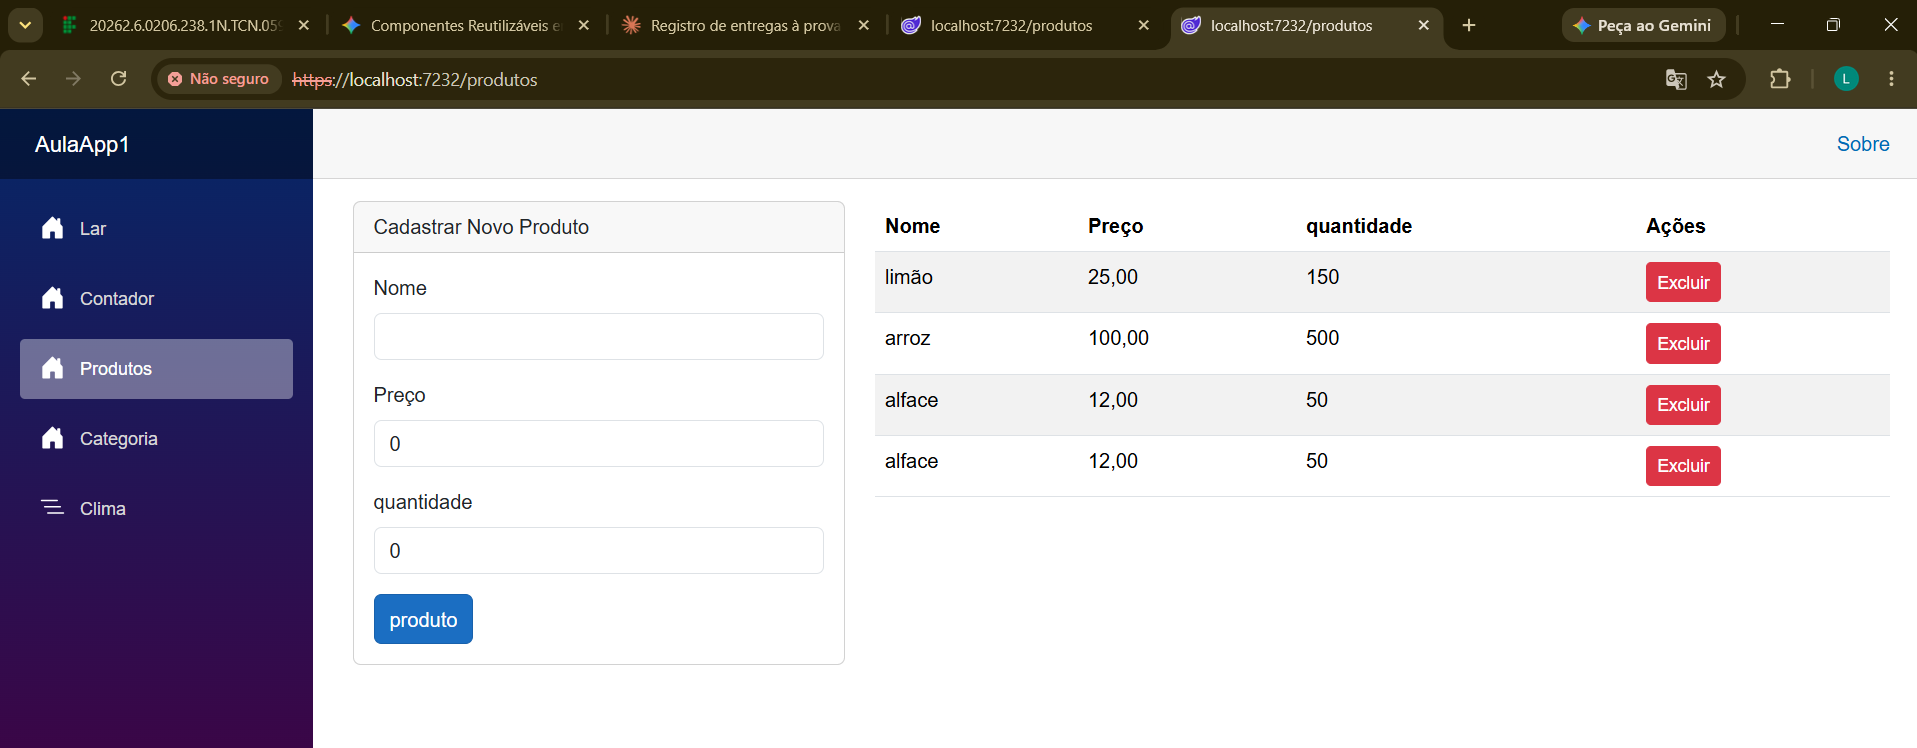 20262.6.0206.238.1N.TCN.059
Componentes Reutilizáveis e
Registro de entregas à prova
localhost:7232/produtos
localhost:7232/produtos
Peça ao Gemini
Não seguro
https://localhost:7232/produtos
L
AulaApp1
Sobre
Lar
Contador
Produtos
Categoria
Clima
Cadastrar Novo Produto
Nome
Preço
0
quantidade
0
produto
Nome Preço quantidade Ações
limão 25,00 150 Excluir
arroz 100,00 500 Excluir
alface 12,00 50 Excluir
alface 12,00 50 Excluir